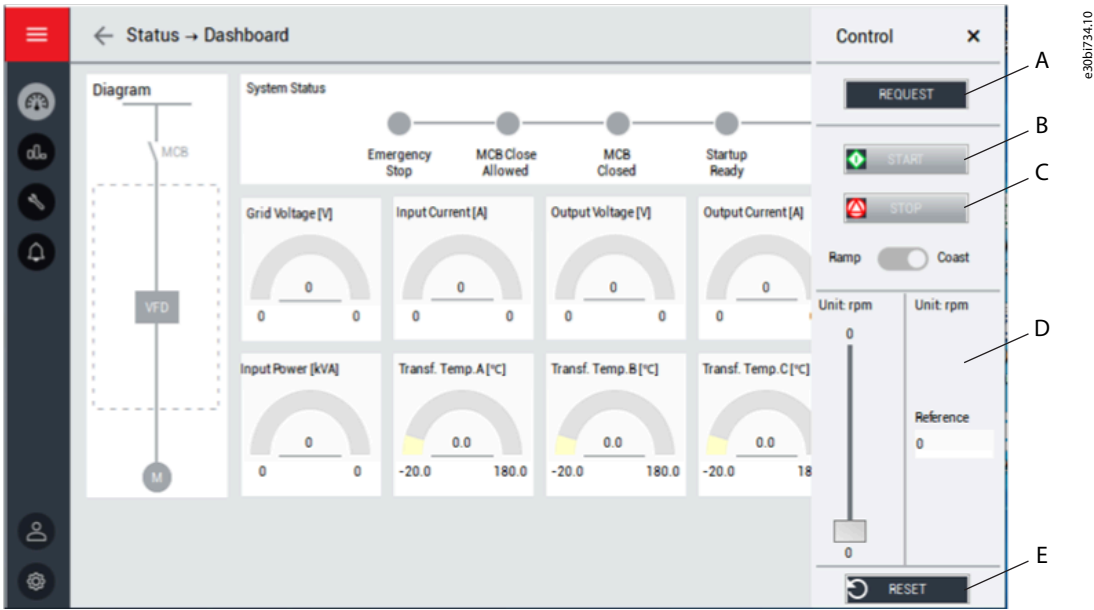 Status → Dashboard
Control
×
Diagram
MCB
VFD
M
System Status
Emergency Stop
MCB Close Allowed
MCB Closed
Startup Ready
Grid Voltage [V]
0
0
0
Input Current [A]
0
0
0
Output Voltage [V]
0
0
0
Output Current [A]
0
0
Input Power [kVA]
0
0
0
Transf. Temp.A [°C]
0.0
-20.0
180.0
Transf. Temp.B [°C]
0.0
-20.0
180.0
Transf. Temp.C [°C]
0.0
-20.0
18
REQUEST
START
STOP
Ramp
Coast
Unit: rpm
0
0
Unit: rpm
Reference
0
RESET
A
B
C
D
E
e30bi734.10